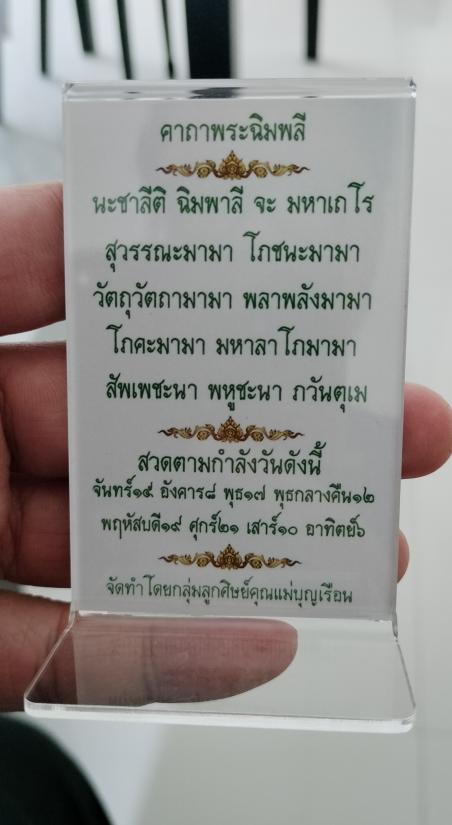 คาถาพระฉิมพลี
นะชาลีติ ฉิมพาลี จะ มหาเถโร
สุวรรณะมามา โภชนะมามา
วัตถุวัตถามามา พลาพลังมามา
โภคะมามา มหาลาโภมามา
สัพเพชะนา พหูชะนา ภวันตุเม
สวดตามกำลังวันดังนี้
จันทร์๑๕ อังคาร๘ พุธ๑๗ พุธกลางคืน๑๒
พฤหัสบดี๑๙ ศุกร์๒๑ เสาร์๑๐ อาทิตย์๖
จัดทำโดยกลุ่มลูกศิษย์คุณแม่บุญเรือน